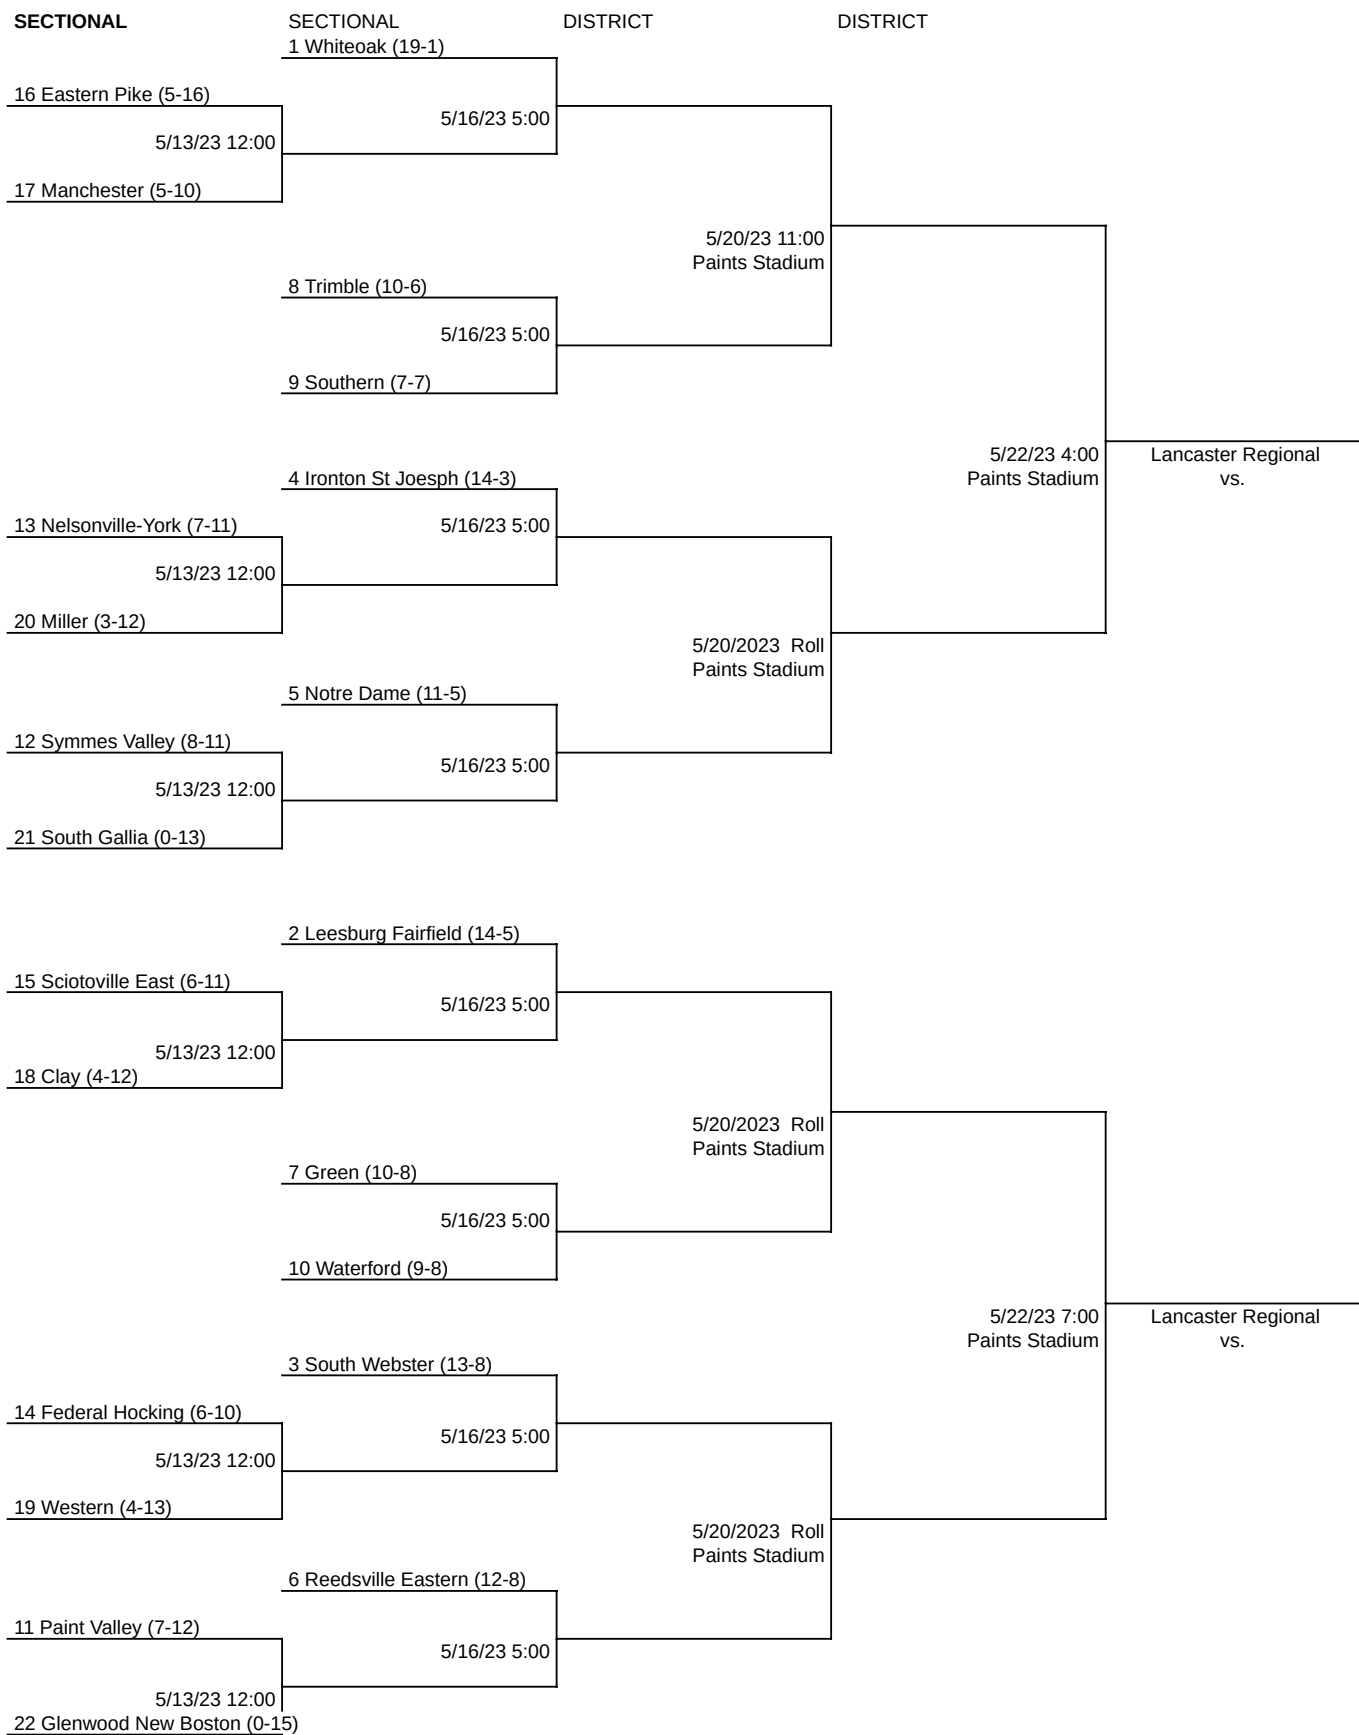 SECTIONAL
SECTIONAL
DISTRICT
DISTRICT
1 Whiteoak (19-1)
16 Eastern Pike (5-16)
5/16/23 5:00
5/13/23 12:00
17 Manchester (5-10)
5/20/23 11:00
Paints Stadium
8 Trimble (10-6)
5/16/23 5:00
9 Southern (7-7)
5/22/23 4:00
Paints Stadium
Lancaster Regional
vs.
4 Ironton St Joesph (14-3)
13 Nelsonville-York (7-11)
5/16/23 5:00
5/13/23 12:00
20 Miller (3-12)
5/20/2023  Roll
Paints Stadium
5 Notre Dame (11-5)
12 Symmes Valley (8-11)
5/16/23 5:00
5/13/23 12:00
21 South Gallia (0-13)
2 Leesburg Fairfield (14-5)
15 Sciotoville East (6-11)
5/16/23 5:00
5/13/23 12:00
18 Clay (4-12)
5/20/2023  Roll
Paints Stadium
7 Green (10-8)
5/16/23 5:00
10 Waterford (9-8)
5/22/23 7:00
Paints Stadium
Lancaster Regional
vs.
3 South Webster (13-8)
14 Federal Hocking (6-10)
5/16/23 5:00
5/13/23 12:00
19 Western (4-13)
5/20/2023  Roll
Paints Stadium
6 Reedsville Eastern (12-8)
11 Paint Valley (7-12)
5/16/23 5:00
5/13/23 12:00
22 Glenwood New Boston (0-15)